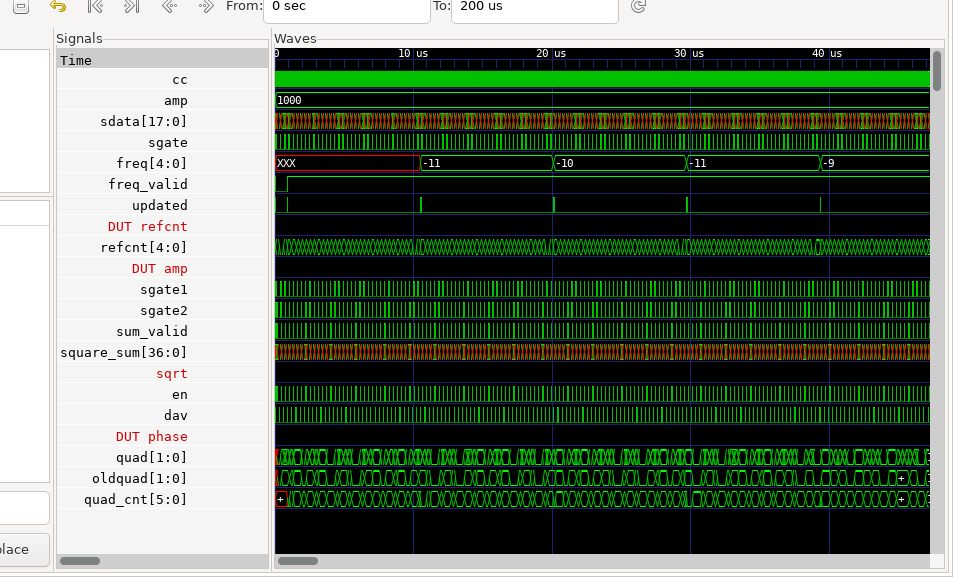 From: 0 sec To: 200 us
Signals
Waves
Time
0 10 us 20 us 30 us 40 us
cc
amp
1000
sdata[17:0]
sgate
freq[4:0]
XXX -11 -10 -11 -9
freq_valid
updated
DUT refcnt
refcnt[4:0]
DUT amp
sgate1
sgate2
sum_valid
square_sum[36:0]
sqrt
en
dav
DUT phase
quad[1:0]
oldquad[1:0]
+
quad_cnt[5:0]
+ +
place